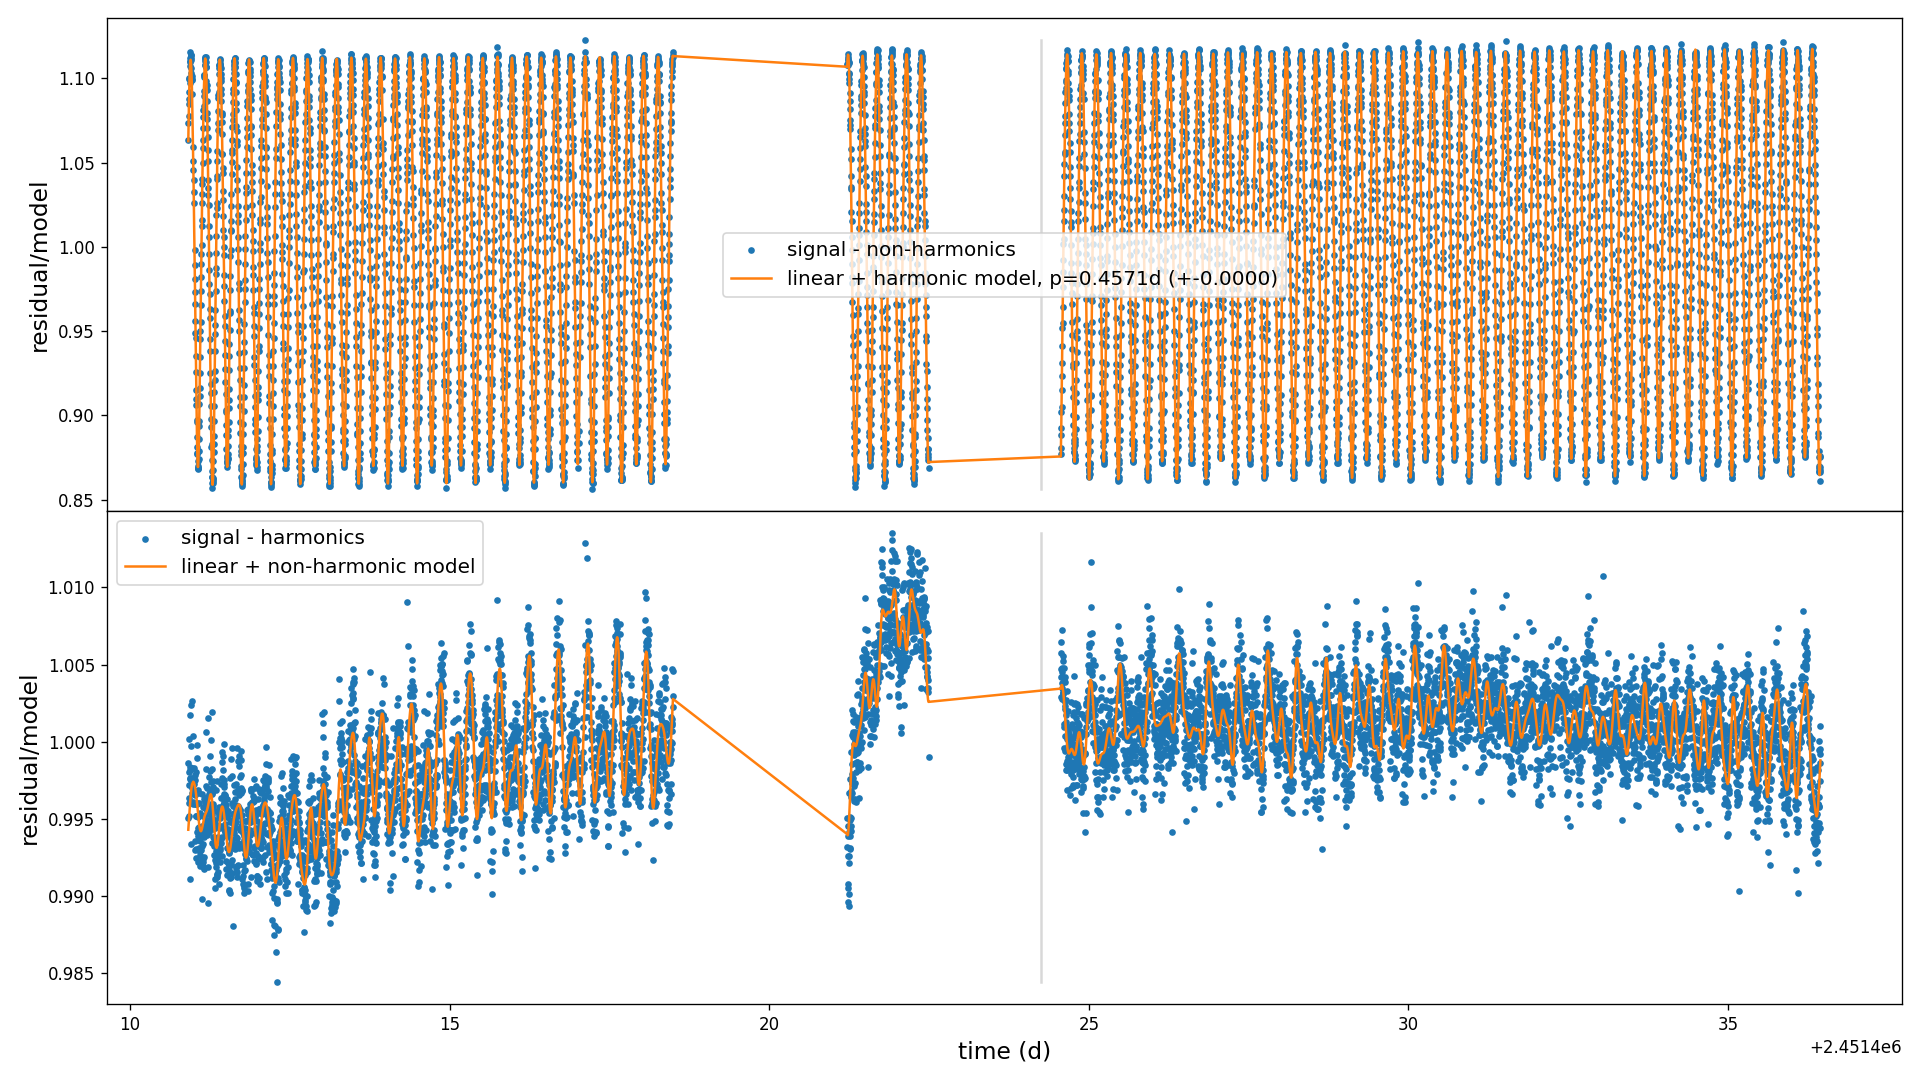 1.10
1.05
1.00
0.95
0.90
0.85
residual/model
signal - non-harmonics
linear + harmonic model, p=0.4571d (+-0.0000)
signal - harmonics
linear + non-harmonic model
1.010
1.005
1.000
0.995
0.990
0.985
residual/model
10 15 20 25 30 35
time (d)
+2.4514e6